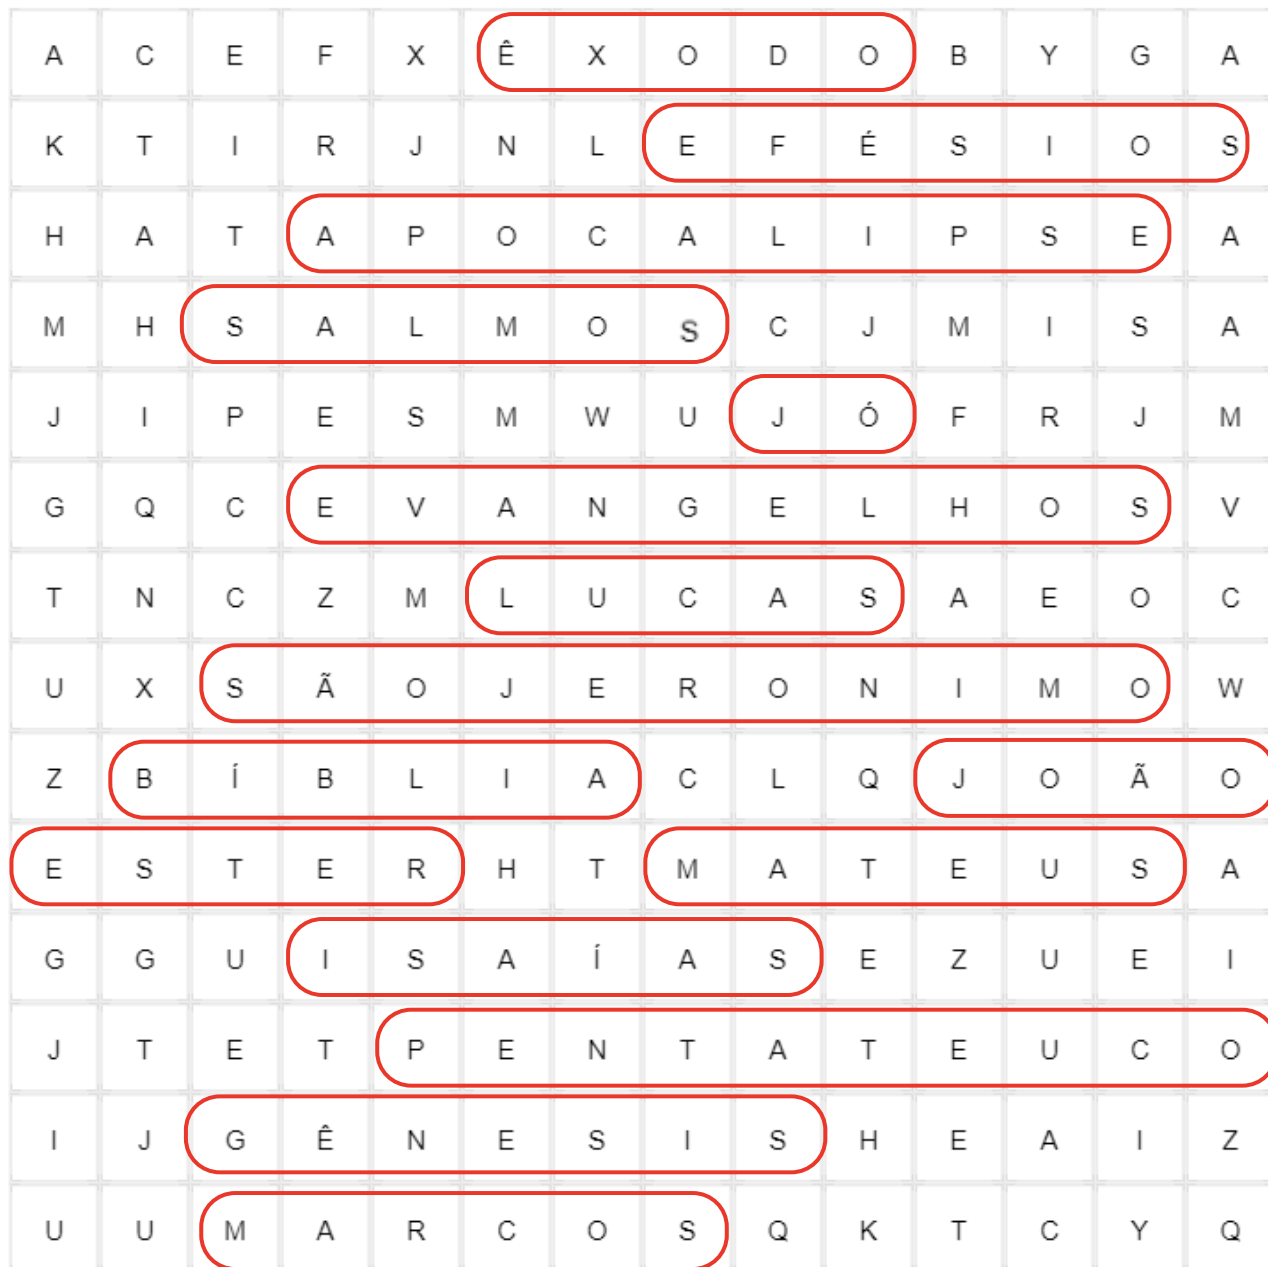 A C E F X Ê X O D O B Y G A
K T I R J N L E F É S I O S
H A T A P O C A L I P S E A
M H S A L M O S C J M I S A
J I P E S M W U J Ó F R J M
G Q C E V A N G E L H O S V
T N C Z M L U C A S A E O C
U X S Ã O J E R O N I M O W
Z B Í B L I A C L Q J O Ã O
E S T E R H T M A T E U S A
G G U I S A Í A S E Z U E I
J T E T P E N T A T E U C O
I J G Ê N E S I S H E A I Z
U U M A R C O S Q K T C Y Q